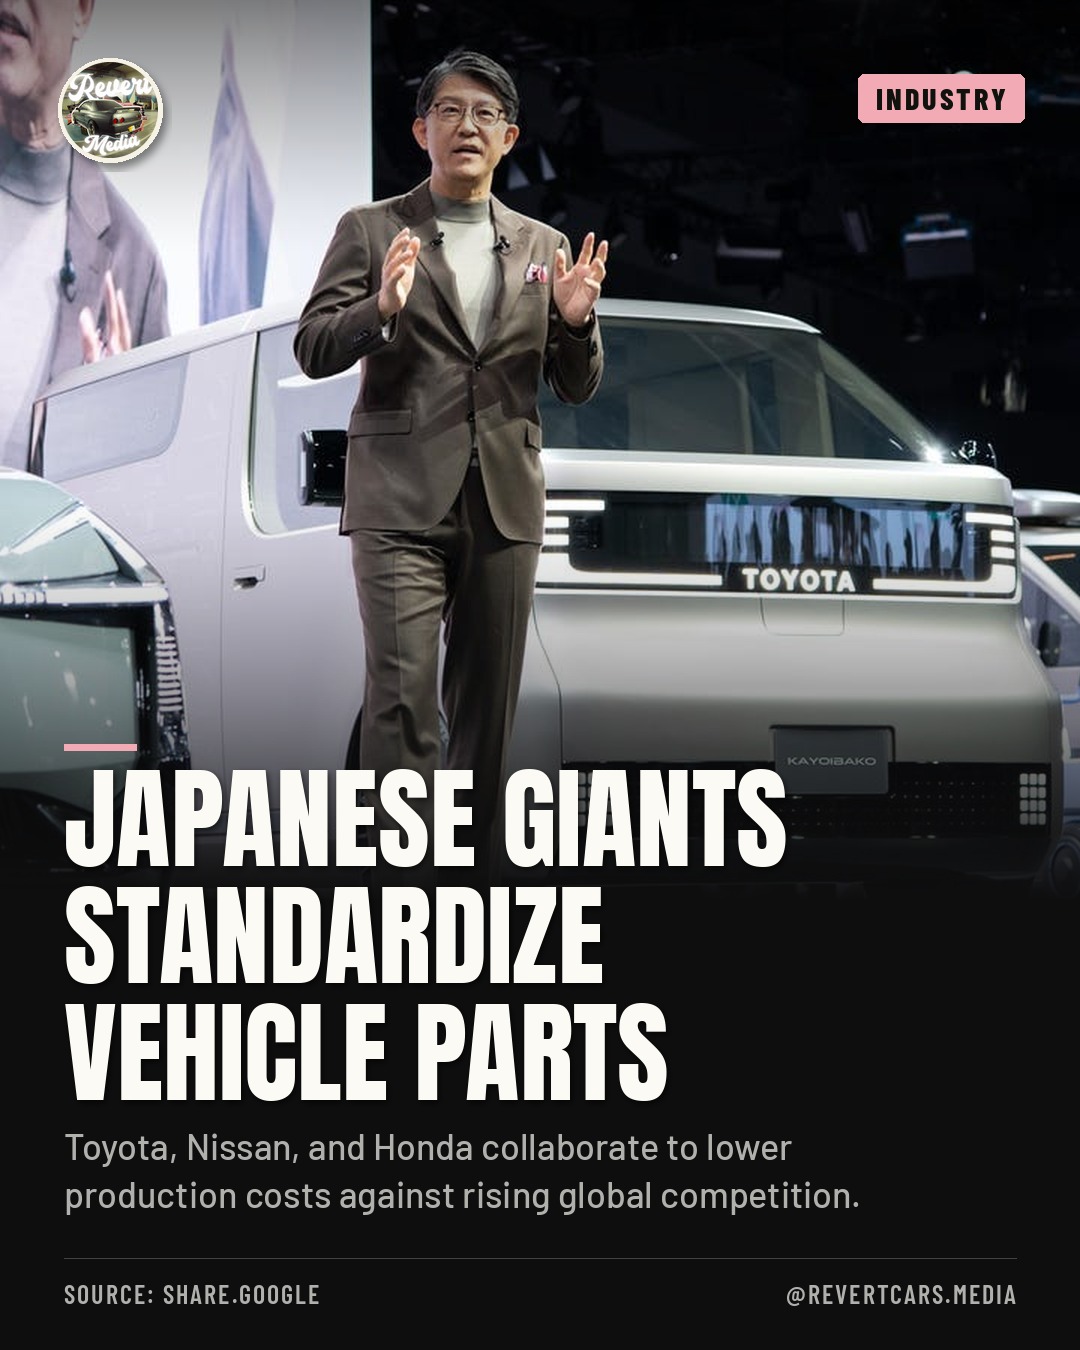 Revert
Media
INDUSTRY
TOYOTA
KAYOIBAKO
JAPANESE GIANTS
STANDARDIZE
VEHICLE PARTS
Toyota, Nissan, and Honda collaborate to lower
production costs against rising global competition.
SOURCE: SHARE.GOOGLE
@REVERTCARS.MEDIA